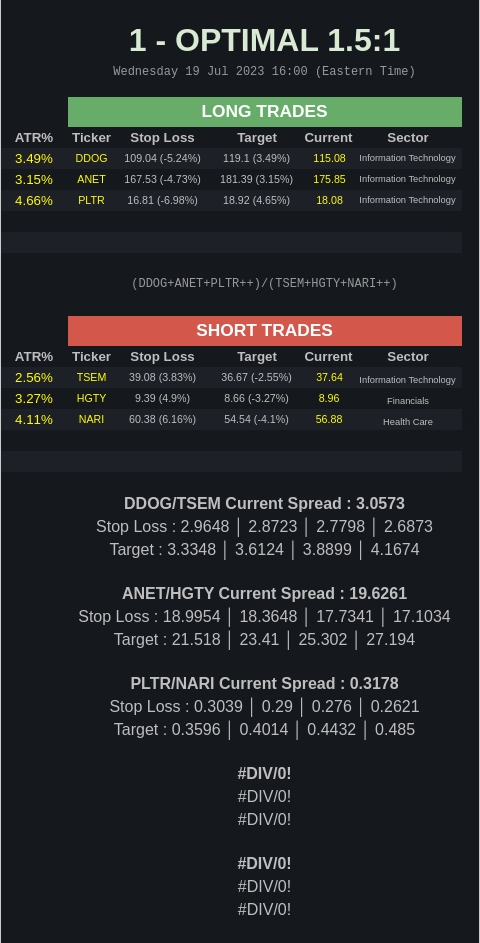 1 - OPTIMAL 1.5:1
Wednesday 19 Jul 2023 16:00 (Eastern Time)
LONG TRADES
ATR% Ticker Stop Loss Target Current Sector
3.49% DDOG 109.04 (-5.24%) 119.1 (3.49%) 115.08 Information Technology
3.15% ANET 167.53 (-4.73%) 181.39 (3.15%) 175.85 Information Technology
4.66% PLTR 16.81 (-6.98%) 18.92 (4.65%) 18.08 Information Technology
(DDOG+ANET+PLTR++)/(TSEM+HGTY+NARI++)
SHORT TRADES
ATR% Ticker Stop Loss Target Current Sector
2.56% TSEM 39.08 (3.83%) 36.67 (-2.55%) 37.64 Information Technology
3.27% HGTY 9.39 (4.9%) 8.66 (-3.27%) 8.96 Financials
4.11% NARI 60.38 (6.16%) 54.54 (-4.1%) 56.88 Health Care
DDOG/TSEM Current Spread : 3.0573
Stop Loss : 2.9648 │ 2.8723 │ 2.7798 │ 2.6873
Target : 3.3348 │ 3.6124 │ 3.8899 │ 4.1674
ANET/HGTY Current Spread : 19.6261
Stop Loss : 18.9954 │ 18.3648 │ 17.7341 │ 17.1034
Target : 21.518 │ 23.41 │ 25.302 │ 27.194
PLTR/NARI Current Spread : 0.3178
Stop Loss : 0.3039 │ 0.29 │ 0.276 │ 0.2621
Target : 0.3596 │ 0.4014 │ 0.4432 │ 0.485
#DIV/0!
#DIV/0!
#DIV/0!
#DIV/0!
#DIV/0!
#DIV/0!